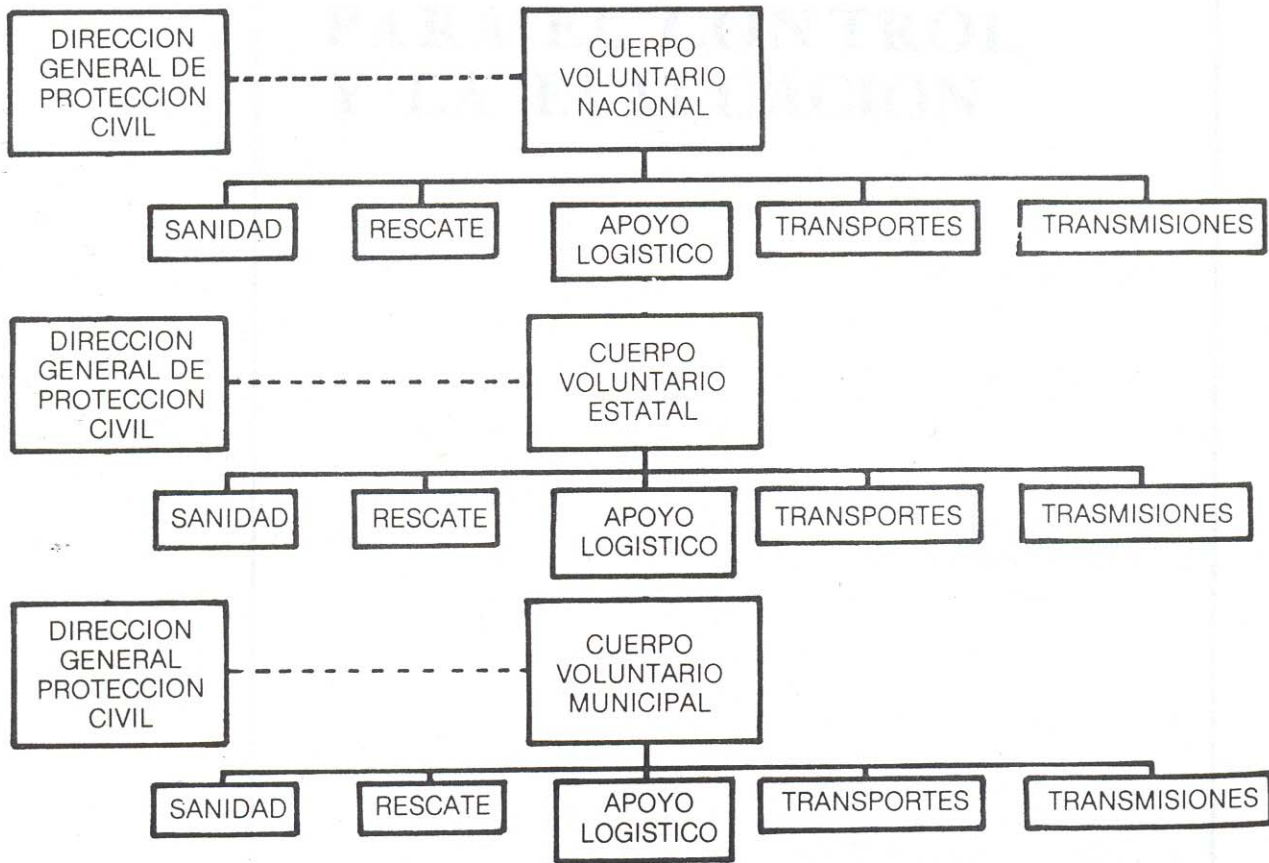 DIRECCION
GENERAL DE
PROTECCION
CIVIL
CUERPO
VOLUNTARIO
NACIONAL
SANIDAD
RESCATE
APOYO
LOGISTICO
TRANSPORTES
TRANSMISIONES
DIRECCION
GENERAL DE
PROTECCION
CIVIL
CUERPO
VOLUNTARIO
ESTATAL
SANIDAD
RESCATE
APOYO
LOGISTICO
TRANSPORTES
TRASMISIONES
DIRECCION
GENERAL
PROTECCION
CIVIL
CUERPO
VOLUNTARIO
MUNICIPAL
SANIDAD
RESCATE
APOYO
LOGISTICO
TRANSPORTES
TRANSMISIONES